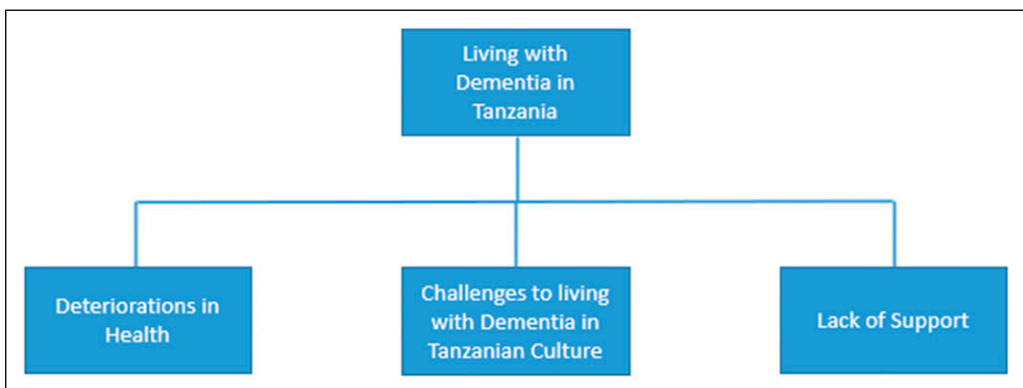 Living with
Dementia in
Tanzania
Deteriorations in
Health
Challenges to living
with Dementia in
Tanzanian Culture
Lack of Support